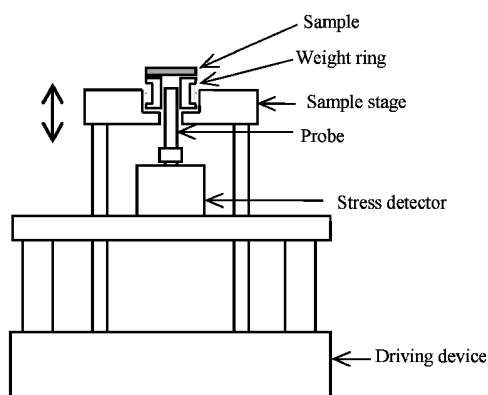 Sample
Weight ring
Sample stage
Probe
Stress detector
Driving device